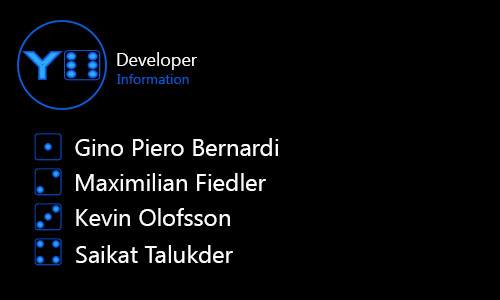 Y
Developer
Information
Gino Piero Bernardi
Maximilian Fiedler
Kevin Olofsson
Saikat Talukder